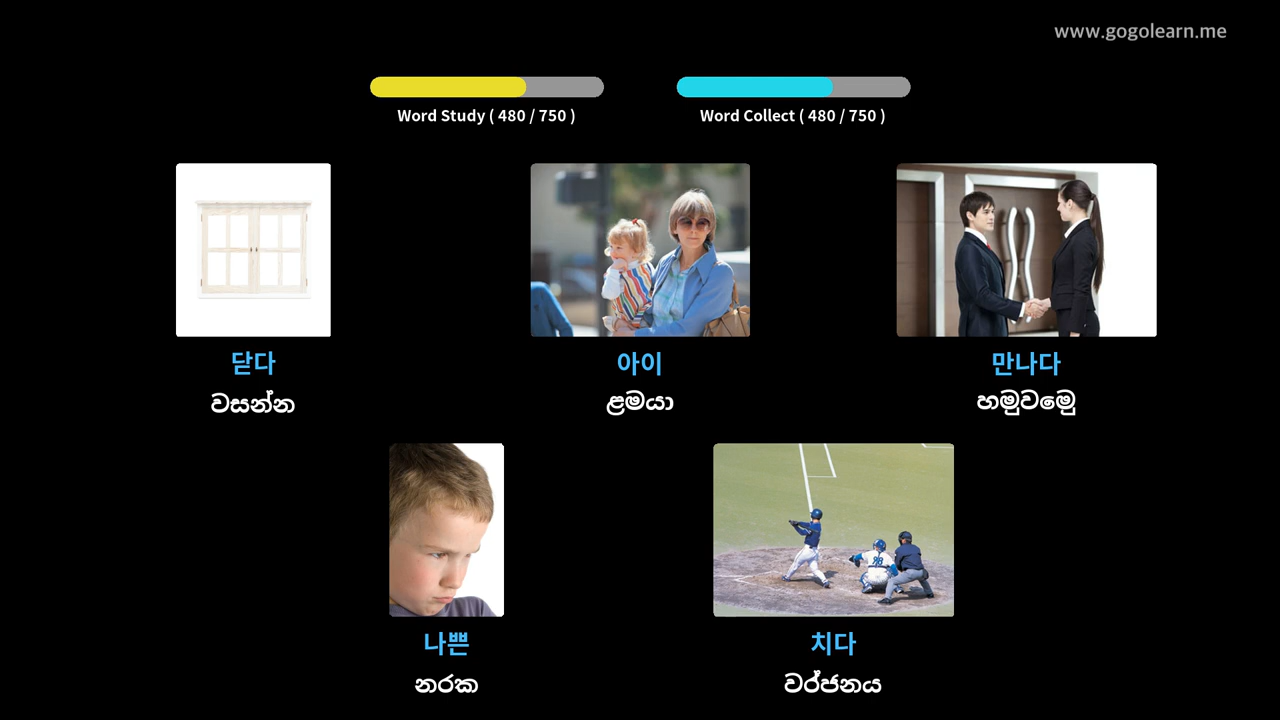 www.gogolearn.me
Word Study ( 480 / 750 )
Word Collect ( 480 / 750 )
닫다
වසන්න
아이
ළමයා
만나다
හමුවෙමු
나쁜
නරක
치다
වර්ජනය